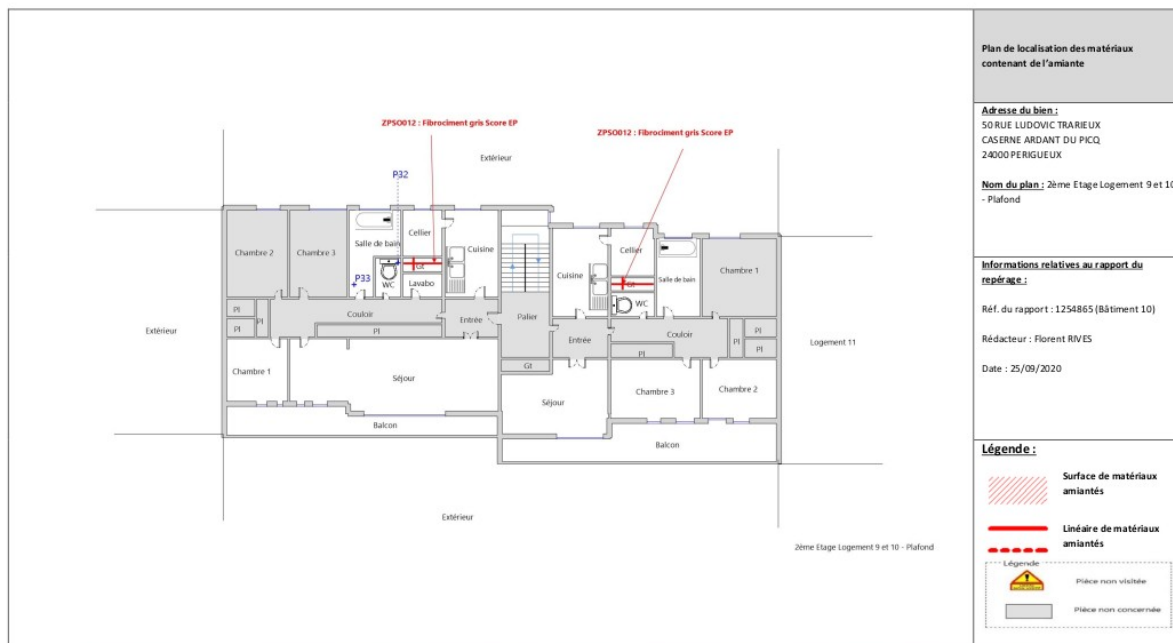 Plan de localisation des matériaux
contenant de l'amiante
Adresse du bien :
50 RUE LUDOVIC TRARIEUX
CASERNE ARDANT DU PICQ
24000 PERIGUEUX
Nom du plan : 2ème Etage Logement 9 et 10
- Plafond
Informations relatives au rapport du
repérage :
Réf. du rapport : 1254865 (Bâtiment 10)
Rédacteur : Florent RIVES
Date : 25/09/2020
Légende :
Surface de matériaux
amiantés
Linéaire de matériaux
amiantés
Légende
Pièce non visitée
Pièce non concernée
ZPSO012 : Fibrociment gris Score EP
ZPSO012 : Fibrociment gris Score EP
Extérieur
P32
Chambre 2
Chambre 3
Salle de bain
Cellier
Cuisine
Gt
P33
WC
Lavabo
Cuisine
Cellier
Salle de bain
Chambre 1
Gt
WC
Pl
Pl
Pl
Couloir
Pl
Entrée
Palier
Entrée
Couloir
Pl
Pl
Pl
Pl
Extérieur
Logement 11
Gt
Chambre 1
Séjour
Séjour
Chambre 3
Chambre 2
Balcon
Balcon
Extérieur
2ème Etage Logement 9 et 10 - Plafond